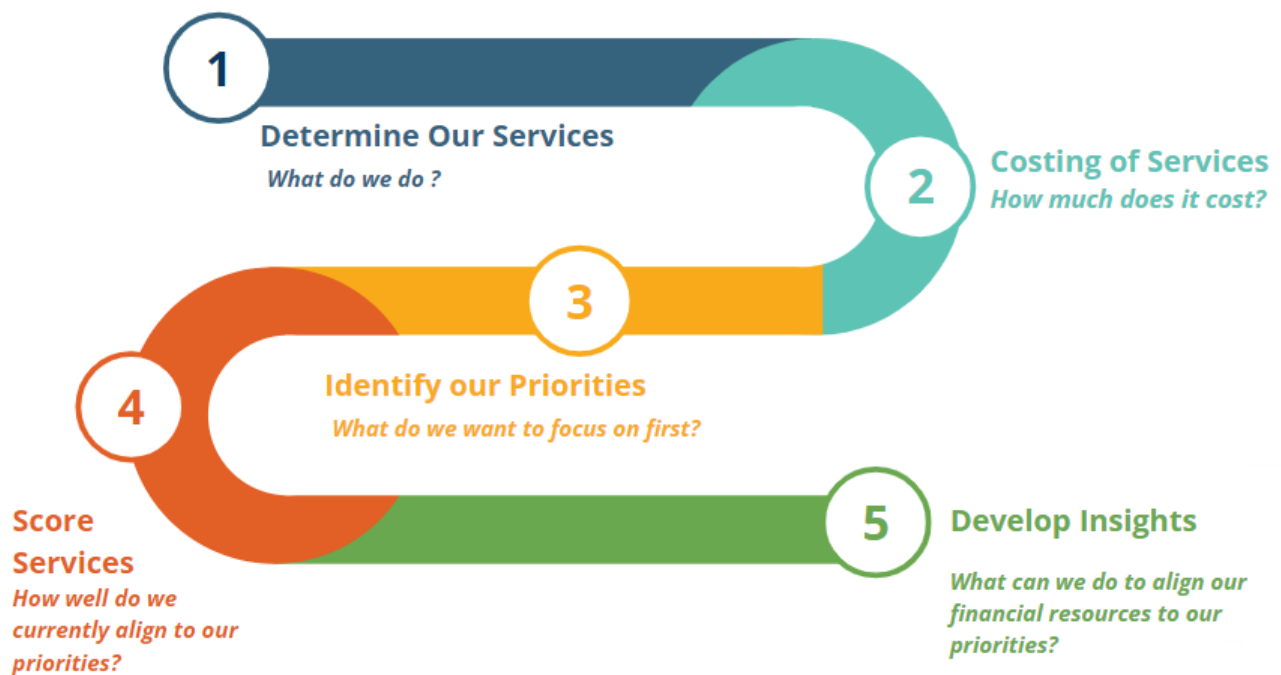 1
Determine Our Services
What do we do ?
2
Costing of Services
How much does it cost?
3
Identify our Priorities
What do we want to focus on first?
4
Score
Services
How well do we
currently align to our
priorities?
5
Develop Insights
What can we do to align our
financial resources to our
priorities?